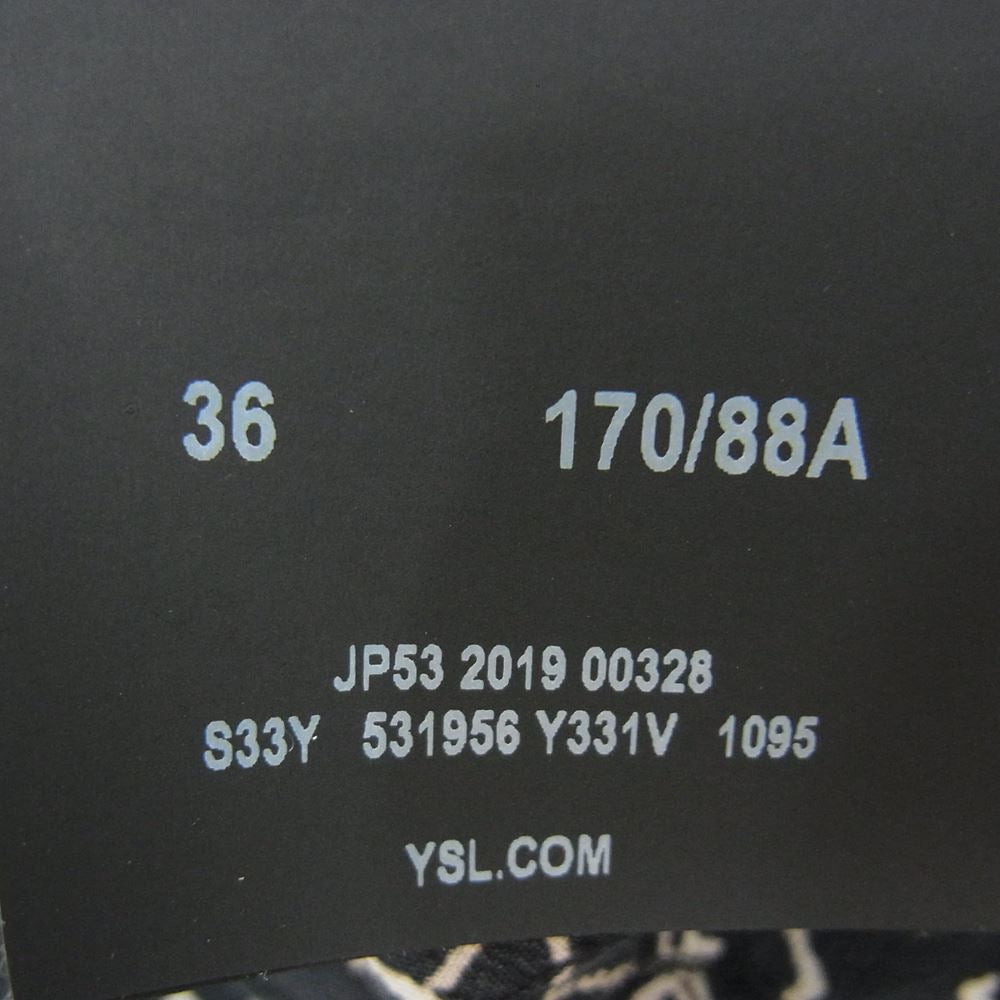 36 170/88A
JP53 2019 00328
S33Y 531956 Y331V 1095
YSL.COM